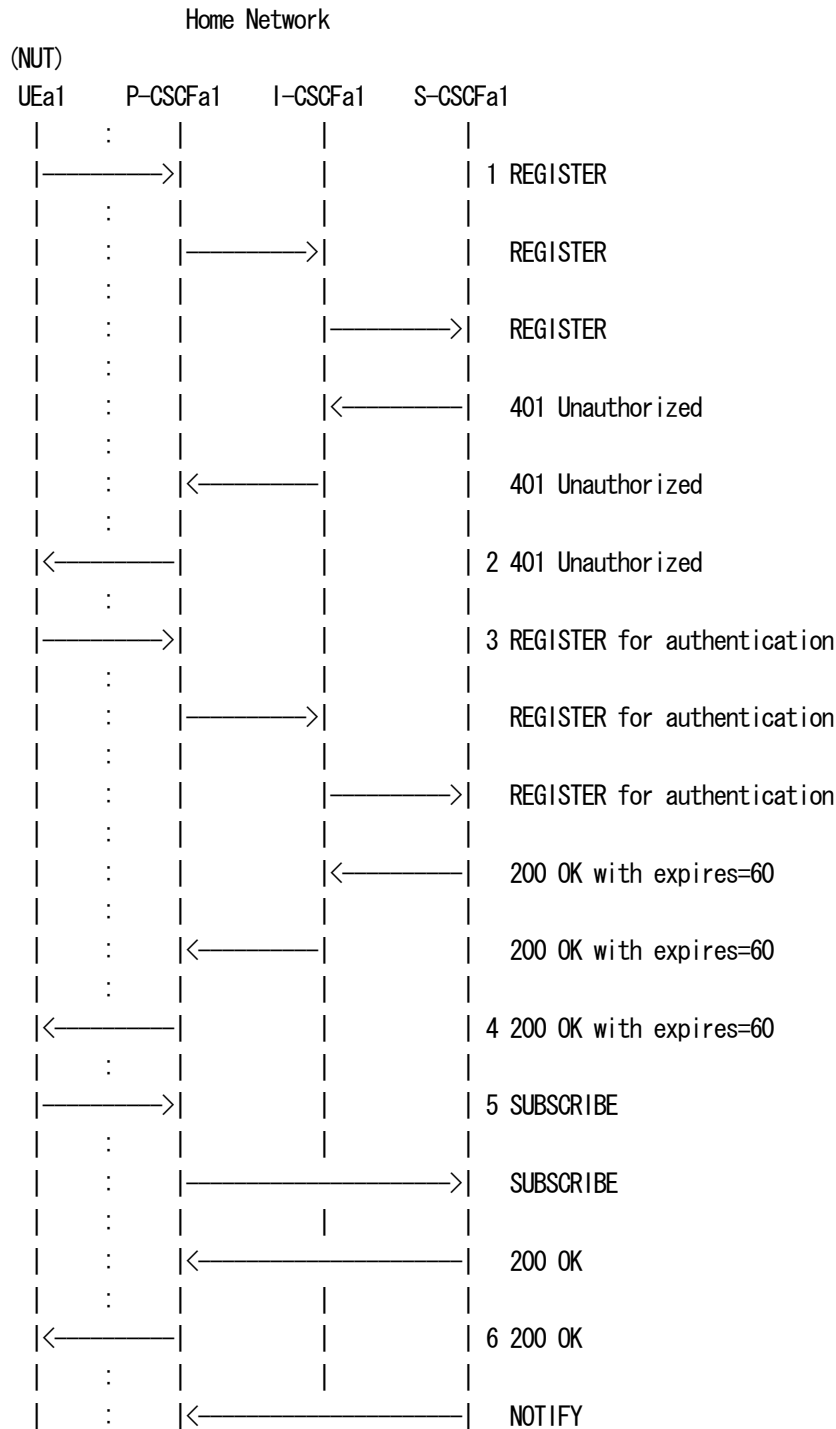 Home Network
(NUT)
UEa1 P-CSCFa1 I-CSCFa1 S-CSCFa1
1 REGISTER
REGISTER
REGISTER
401 Unauthorized
401 Unauthorized
2 401 Unauthorized
3 REGISTER for authentication
REGISTER for authentication
REGISTER for authentication
200 OK with expires=60
200 OK with expires=60
4 200 OK with expires=60
5 SUBSCRIBE
SUBSCRIBE
200 OK
6 200 OK
NOTIFY